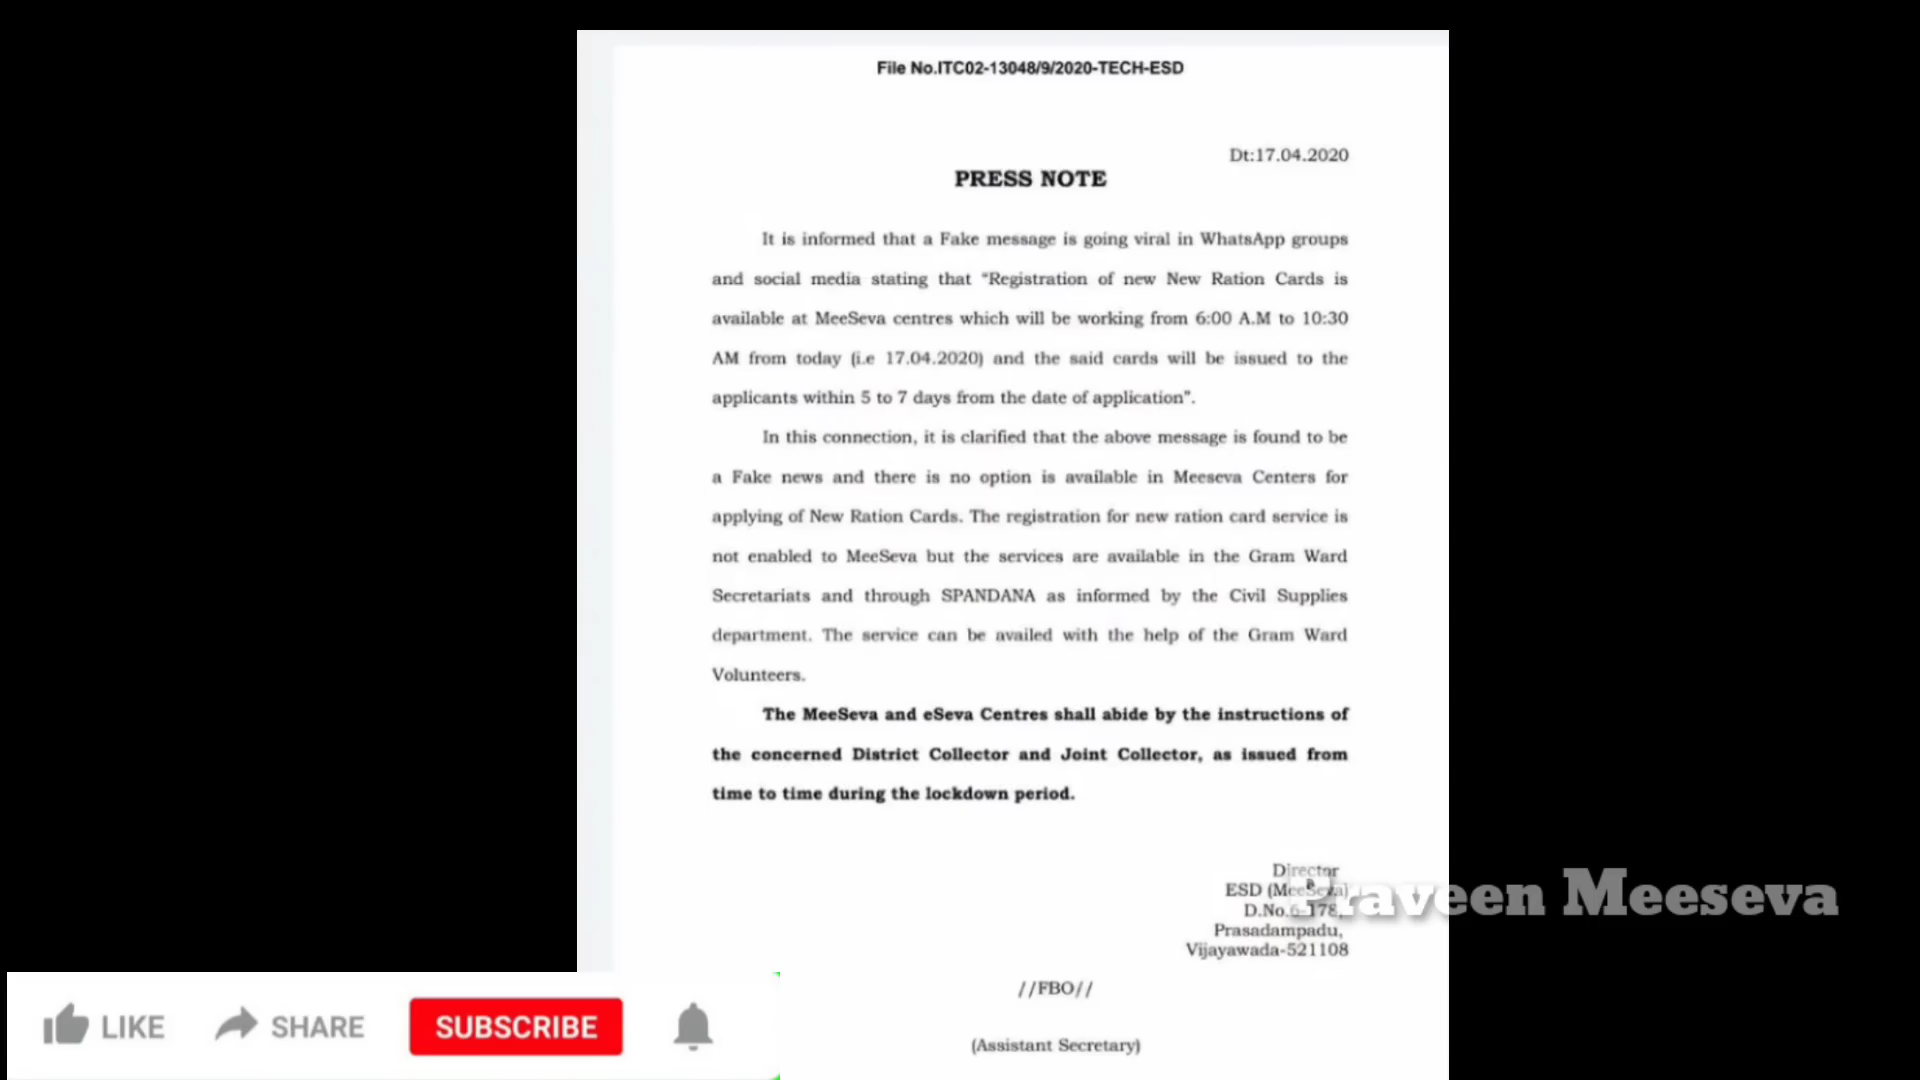 File No.ITC02-13048/9/2020-TECH-ESD
Dt:17.04.2020
PRESS NOTE
It is informed that a Fake message is going viral in WhatsApp groups
and social media stating that “Registration of new New Ration Cards is
available at MeeSeva centres which will be working from 6:00 A.M to 10:30
AM from today (i.e 17.04.2020) and the said cards will be issued to the
applicants within 5 to 7 days from the date of application”.
In this connection, it is clarified that the above message is found to be
a Fake news and there is no option is available in Meeseva Centers for
applying of New Ration Cards. The registration for new ration card service is
not enabled to MeeSeva but the services are available in the Gram Ward
Secretariats and through SPANDANA as informed by the Civil Supplies
department. The service can be availed with the help of the Gram Ward
Volunteers.
The MeeSeva and eSeva Centres shall abide by the instructions of
the concerned District Collector and Joint Collector, as issued from
time to time during the lockdown period.
Director
ESD (MeeSeva)
D.No.6-178,
Prasadampadu,
Vijayawada-521108
Praveen Meeseva
//FBO//
(Assistant Secretary)
LIKE SHARE SUBSCRIBE